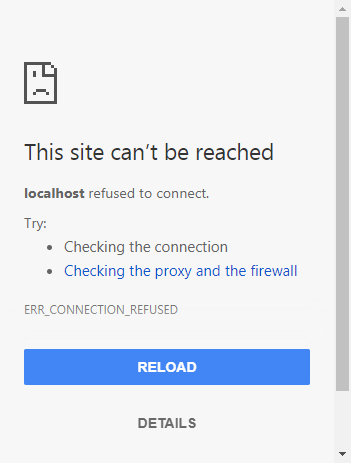 This site can’t be reached
localhost refused to connect.
Try:
Checking the connection
Checking the proxy and the firewall
ERR_CONNECTION_REFUSED
RELOAD
DETAILS